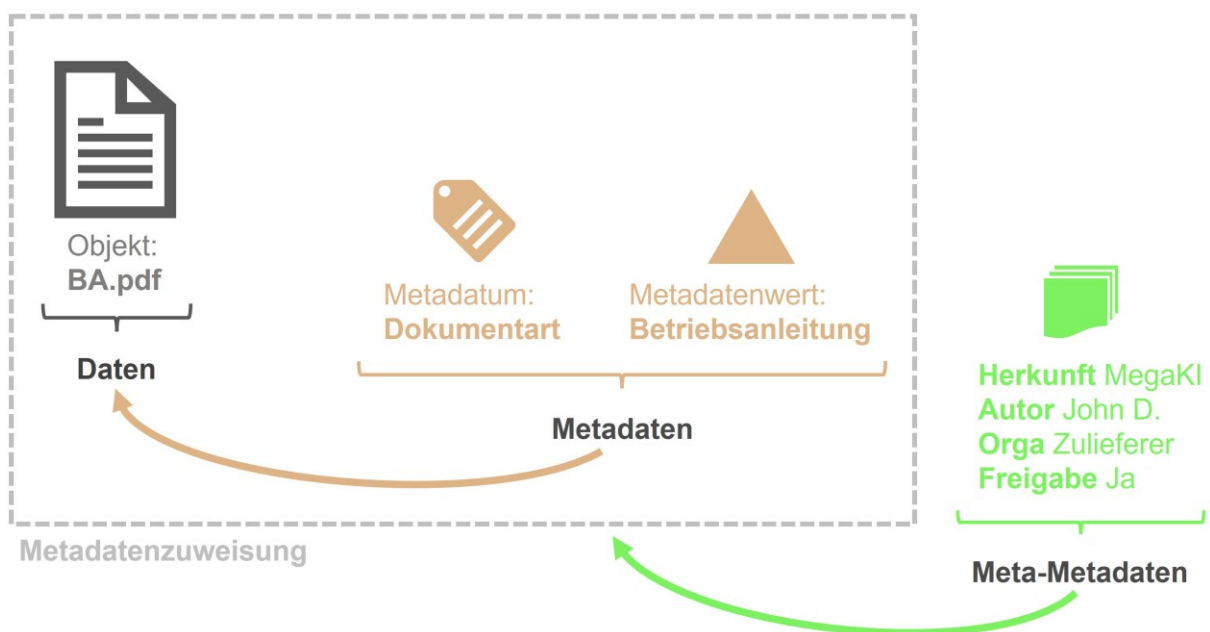 Objekt:
BA.pdf
Daten
Metadatum:
Dokumentart
Metadatenwert:
Betriebsanleitung
Metadaten
Metadatenzuweisung
Herkunft MegaKI
Autor John D.
Orga Zulieferer
Freigabe Ja
Meta-Metadaten